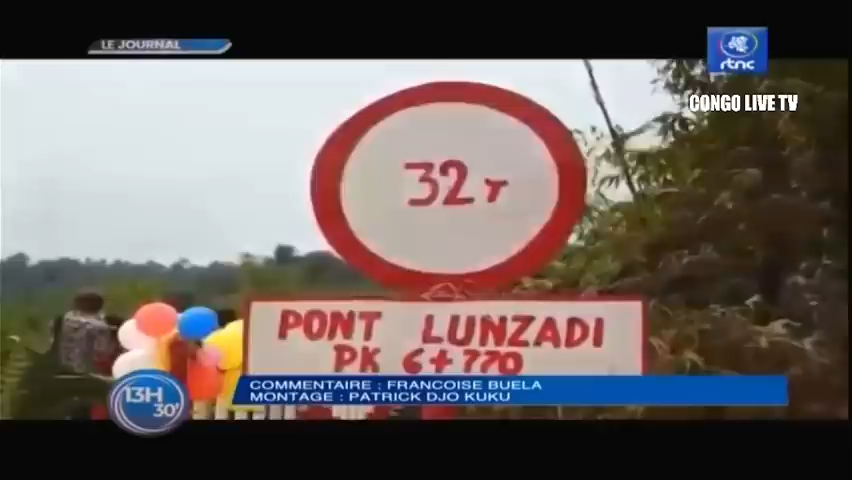 LE JOURNAL
rtnc
CONGO LIVE TV
32 T
PONT LUNZADI
PK 6+770
13H
30'
COMMENTAIRE : FRANCOISE BUELA
MONTAGE : PATRICK DJO KUKU